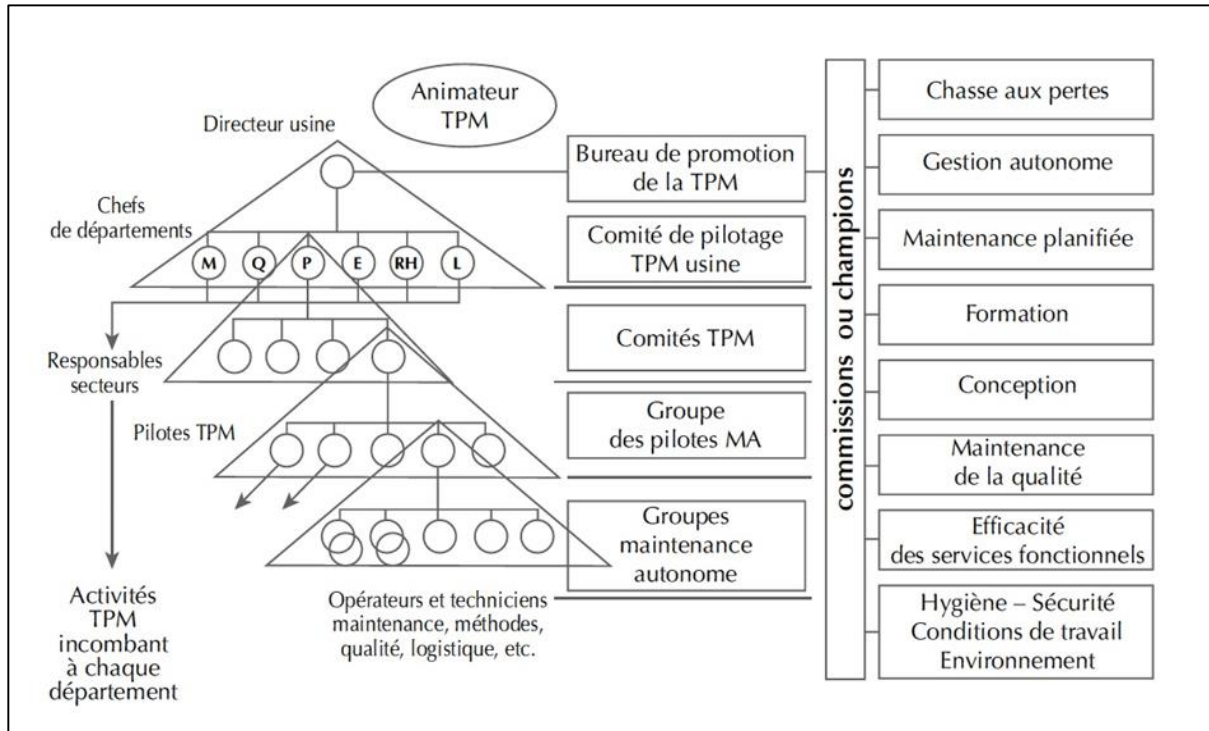 Animateur
TPM
Directeur usine
Chefs
de départements
M Q P E RH L
Responsables
secteurs
Pilotes TPM
Activités
TPM
incombant
à chaque
département
Opérateurs et techniciens
maintenance, méthodes,
qualité, logistique, etc.
Bureau de promotion
de la TPM
Comité de pilotage
TPM usine
Comités TPM
Groupe
des pilotes MA
Groupes
maintenance
autonome
commissions ou champions
Chasse aux pertes
Gestion autonome
Maintenance planifiée
Formation
Conception
Maintenance
de la qualité
Efficacité
des services fonctionnels
Hygiène – Sécurité
Conditions de travail
Environnement